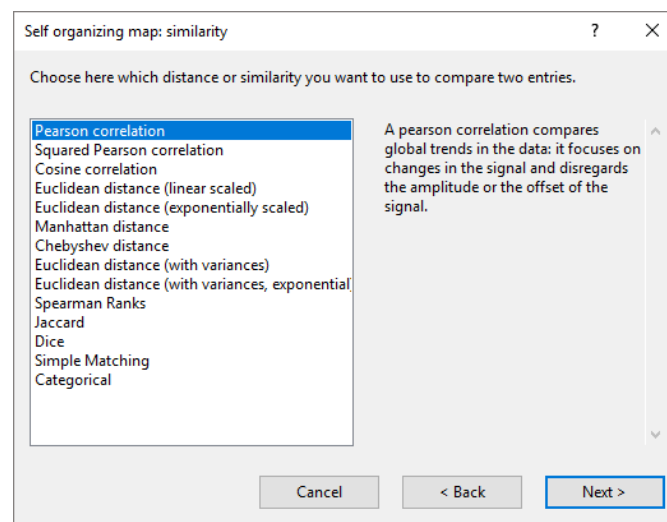 Self organizing map: similarity
?
Choose here which distance or similarity you want to use to compare two entries.
Pearson correlation
Squared Pearson correlation
Cosine correlation
Euclidean distance (linear scaled)
Euclidean distance (exponentially scaled)
Manhattan distance
Chebyshev distance
Euclidean distance (with variances)
Euclidean distance (with variances, exponential
Spearman Ranks
Jaccard
Dice
Simple Matching
Categorical
A pearson correlation compares
global trends in the data: it focuses on
changes in the signal and disregards
the amplitude or the offset of the
signal.
Cancel
< Back
Next >